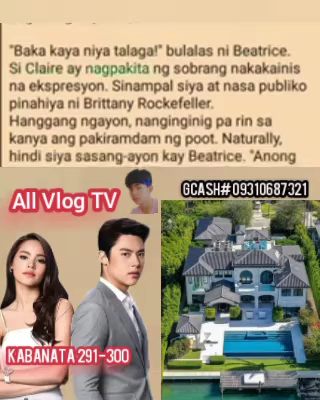 "Baka kaya niya talaga!" bulalas ni Beatrice.
Si Claire ay nagpakita ng sobrang nakakainis
na ekspresyon. Sinampal siya at nasa publiko
pinahiya ni Brittany Rockefeller.
Hanggang ngayon, nanginginig pa rin sa
kanya ang pakiramdam ng poot. Naturally,
hindi siya sasang-ayon kay Beatrice. "Anong
All Vlog TV
GCASH# 09310687321
KABANATA 291-300